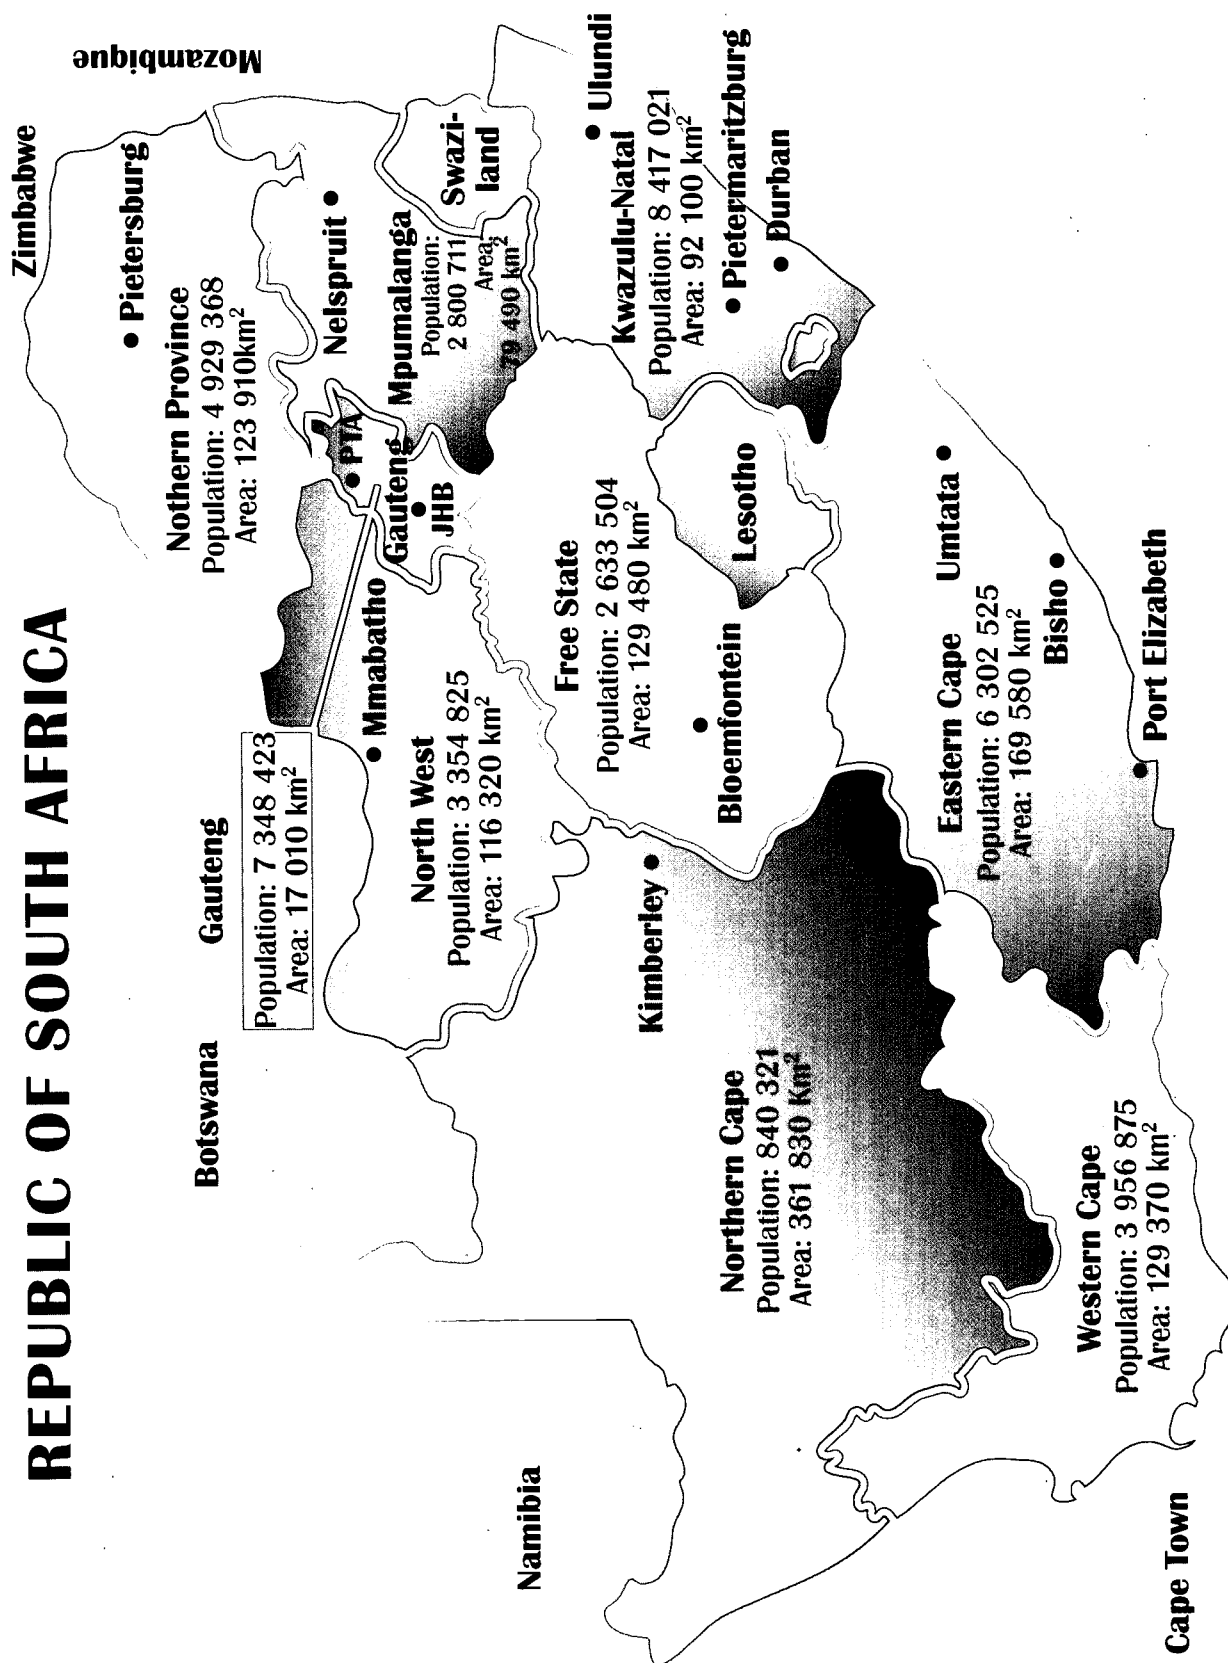 REPUBLIC OF SOUTH AFRICA
Zimbabwe
Mozambique
Botswana
Namibia
Gauteng
Population: 7 348 423
Area: 17 010 km²
Nothern Province
Population: 4 929 368
Area: 123 910km²
Pietersburg
Nelspruit
Mpumalanga
Population:
2 800 711
Area:
79 490 km²
Swazi-
land
PTA
Gauteng
JHB
Mmabatho
North West
Population: 3 354 825
Area: 116 320 km²
Free State
Population: 2 633 504
Area: 129 480 km²
Bloemfontein
Lesotho
Kwazulu-Natal
Population: 8 417 021
Area: 92 100 km²
Ulundi
Pietermaritzburg
Durban
Kimberley
Northern Cape
Population: 840 321
Area: 361 830 Km²
Eastern Cape
Population: 6 302 525
Area: 169 580 km²
Umtata
Bisho
Port Elizabeth
Western Cape
Population: 3 956 875
Area: 129 370 km²
Cape Town